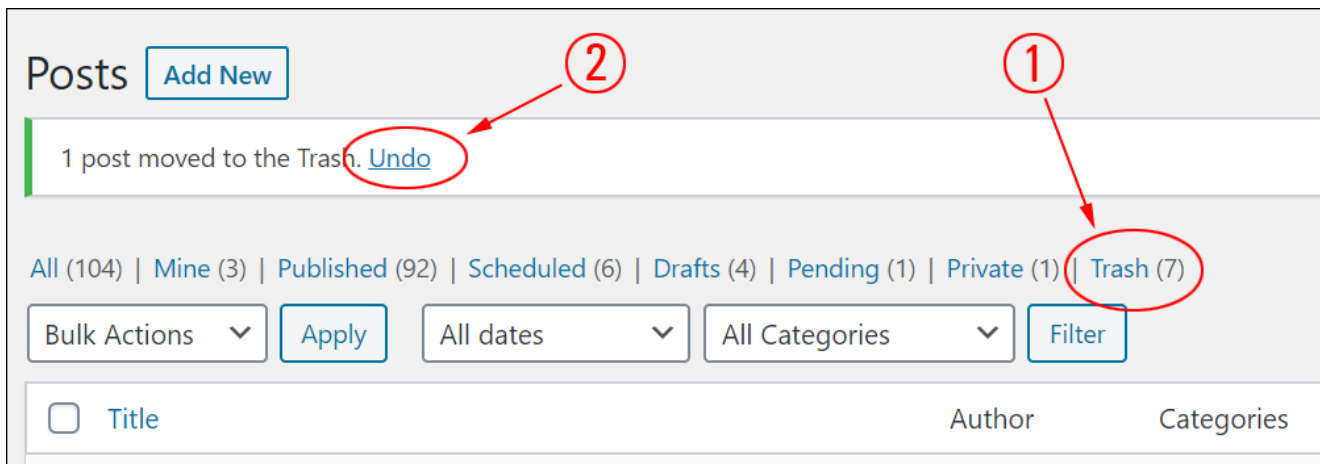 Posts Add New
2
1
1 post moved to the Trash. Undo
All (104) | Mine (3) | Published (92) | Scheduled (6) | Drafts (4) | Pending (1) | Private (1) | Trash (7)
Bulk Actions Apply All dates All Categories Filter
Title Author Categories